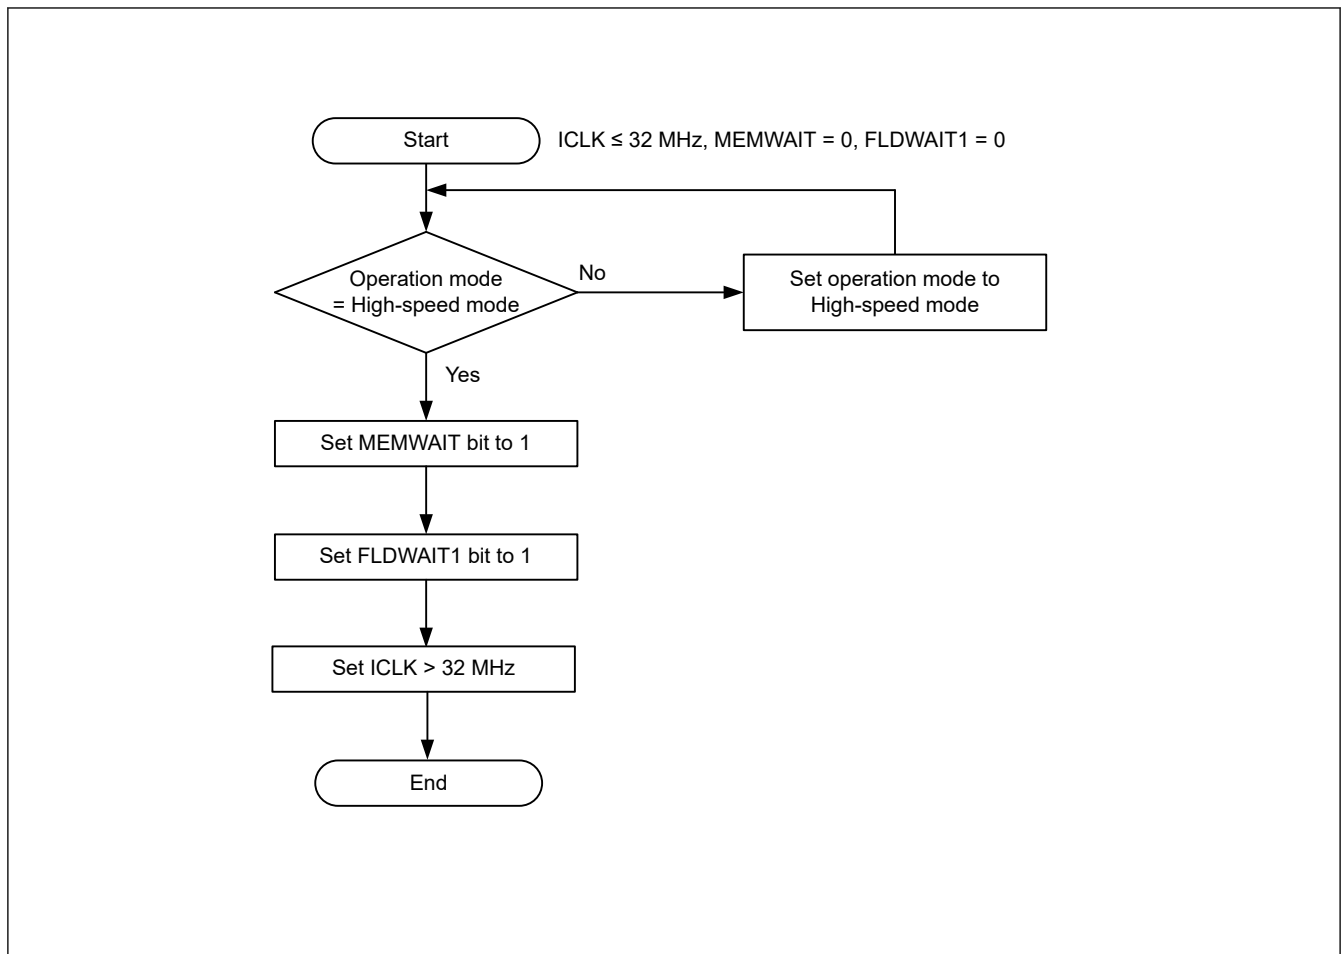 Start
ICLK ≤ 32 MHz, MEMWAIT = 0, FLDWAIT1 = 0
Operation mode
= High-speed mode
No
Set operation mode to
High-speed mode
Yes
Set MEMWAIT bit to 1
Set FLDWAIT1 bit to 1
Set ICLK > 32 MHz
End